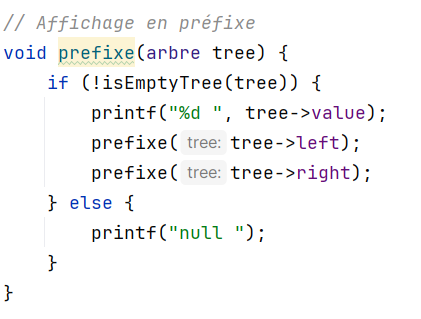 // Affichage en préfixe
void prefixe(arbre tree) {
    if (!isEmptyTree(tree)) {
        printf("%d ", tree->value);
        prefixe( tree: tree->left);
        prefixe( tree: tree->right);
    } else {
        printf("null ");
    }
}